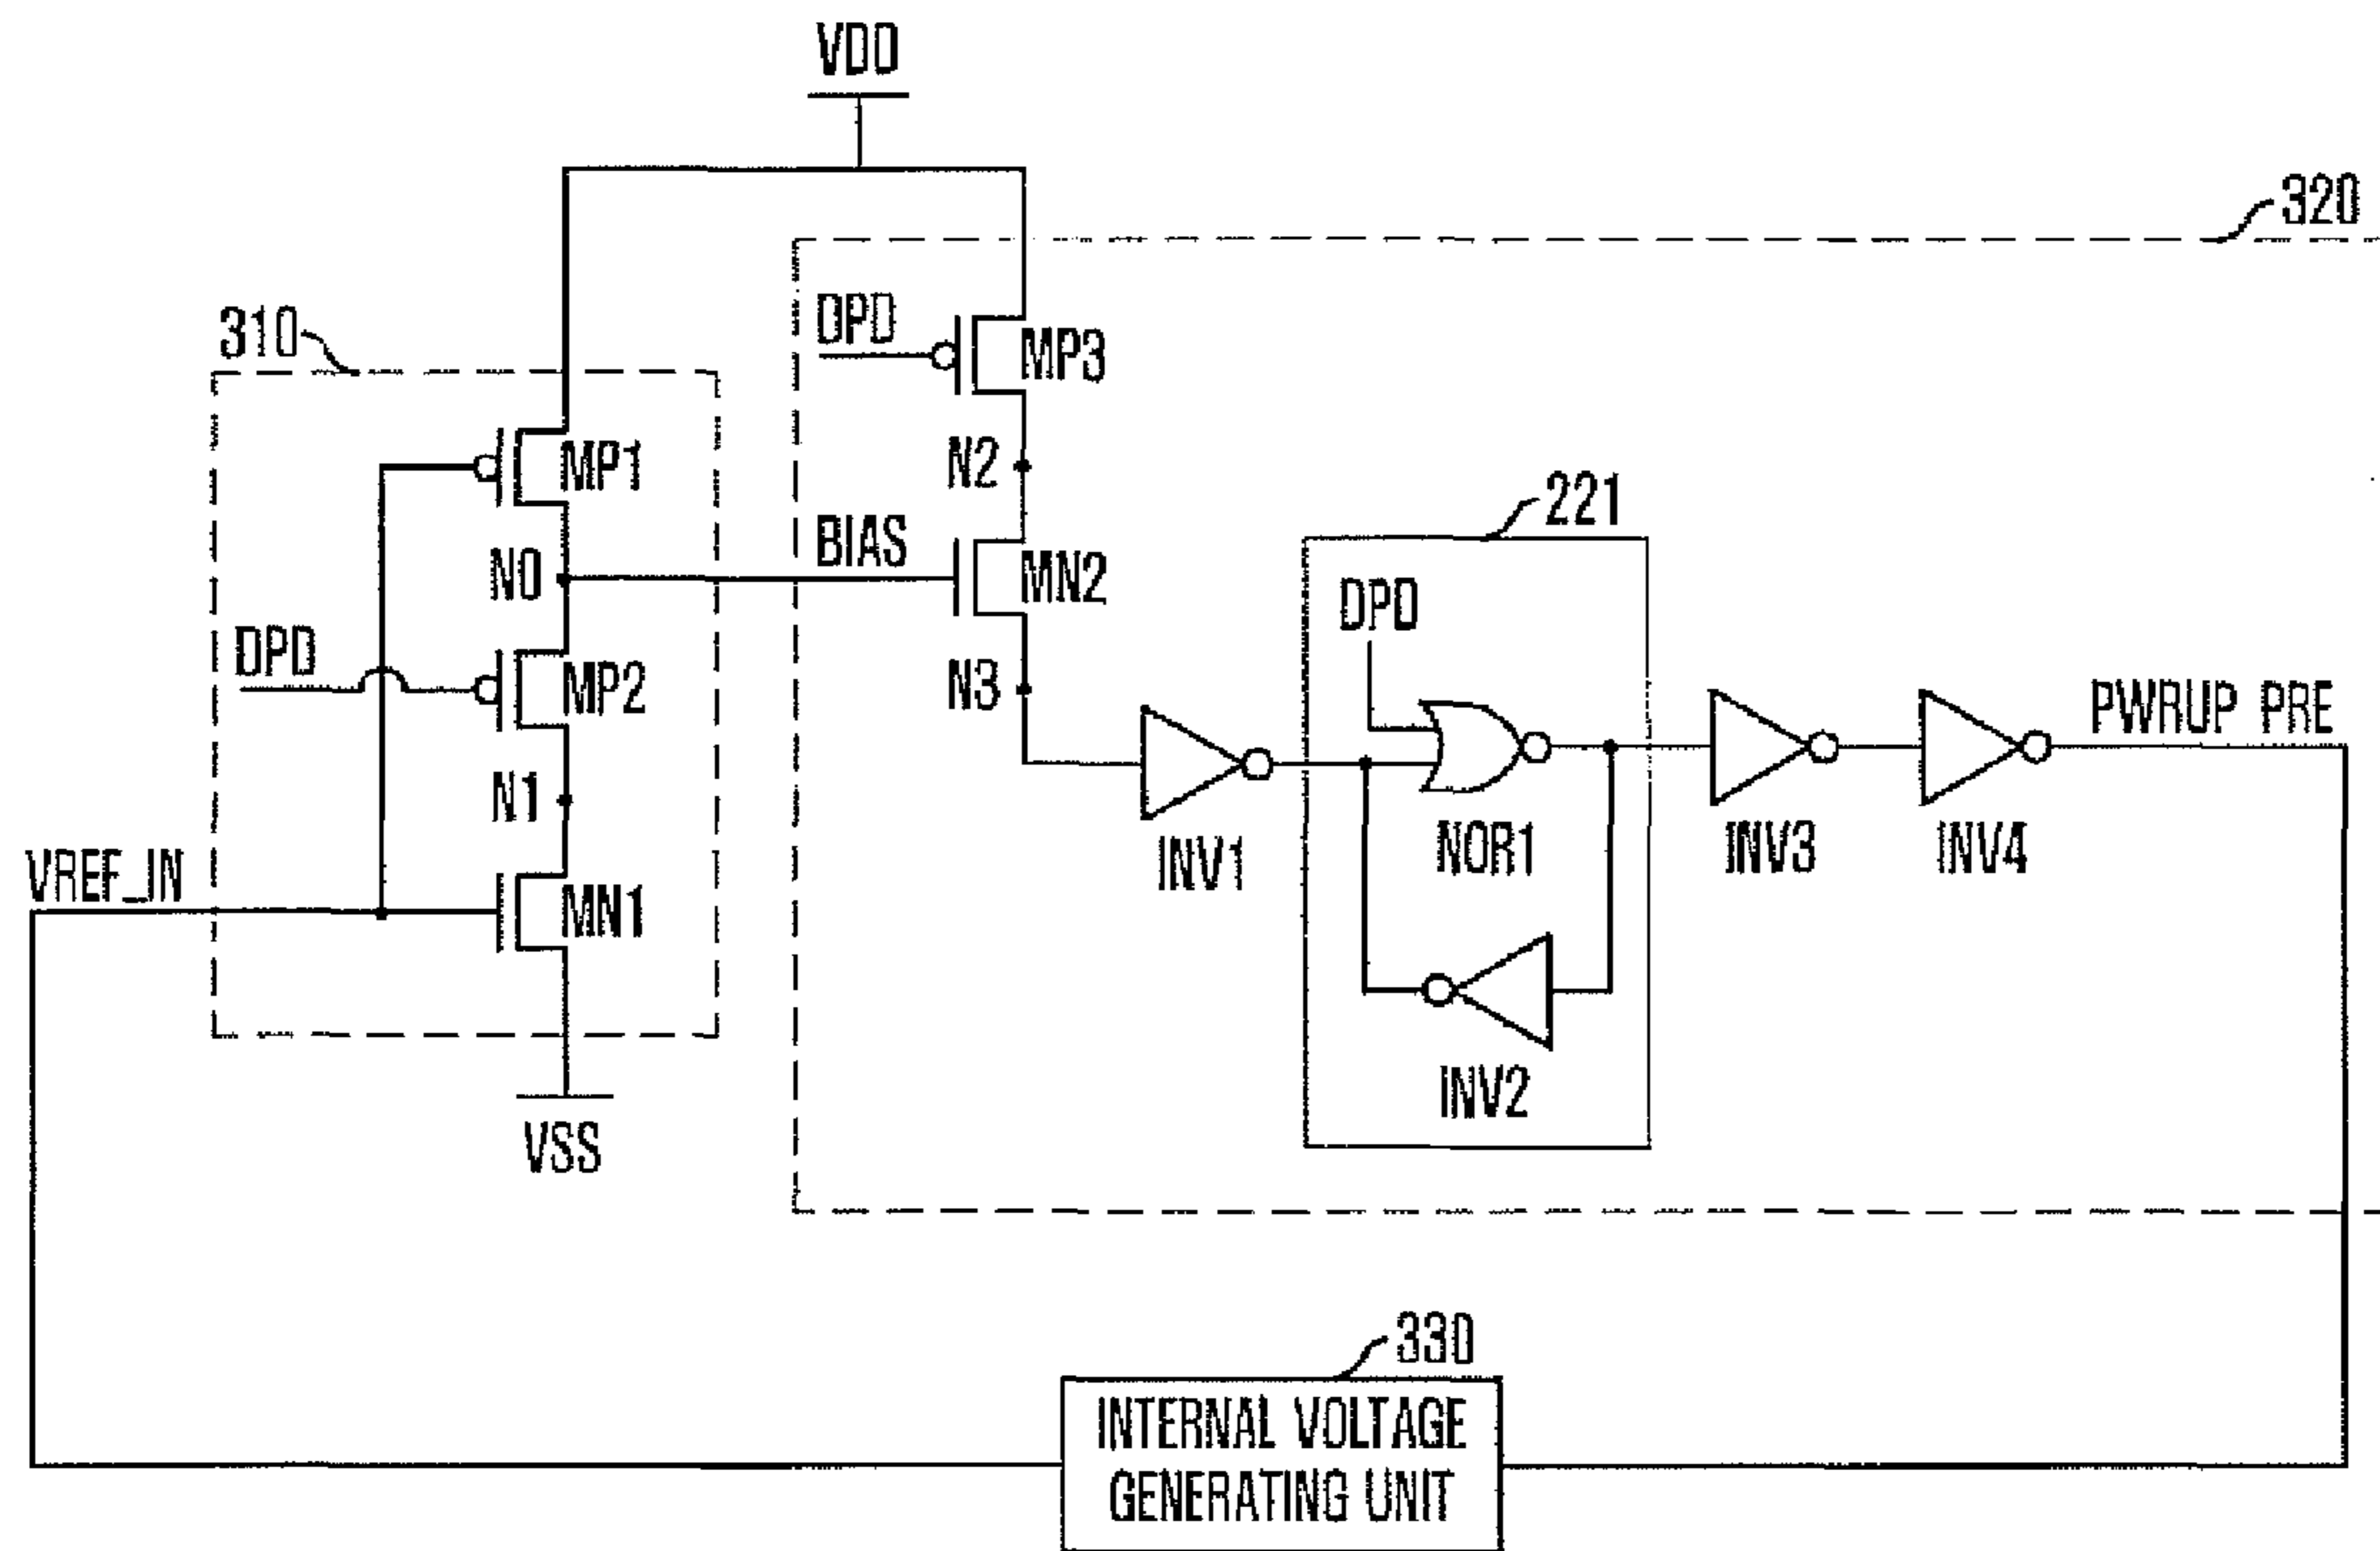 VDD
320
310
DPD
MP3
MP1
N2
221
BIAS
N0
MN2
DPD
DPD
MP2
N3
PWRUP PRE
N1
VREF_IN
MN1
INV1
NOR1
INV3
INV4
INV2
VSS
330
INTERNAL VOLTAGE
GENERATING UNIT